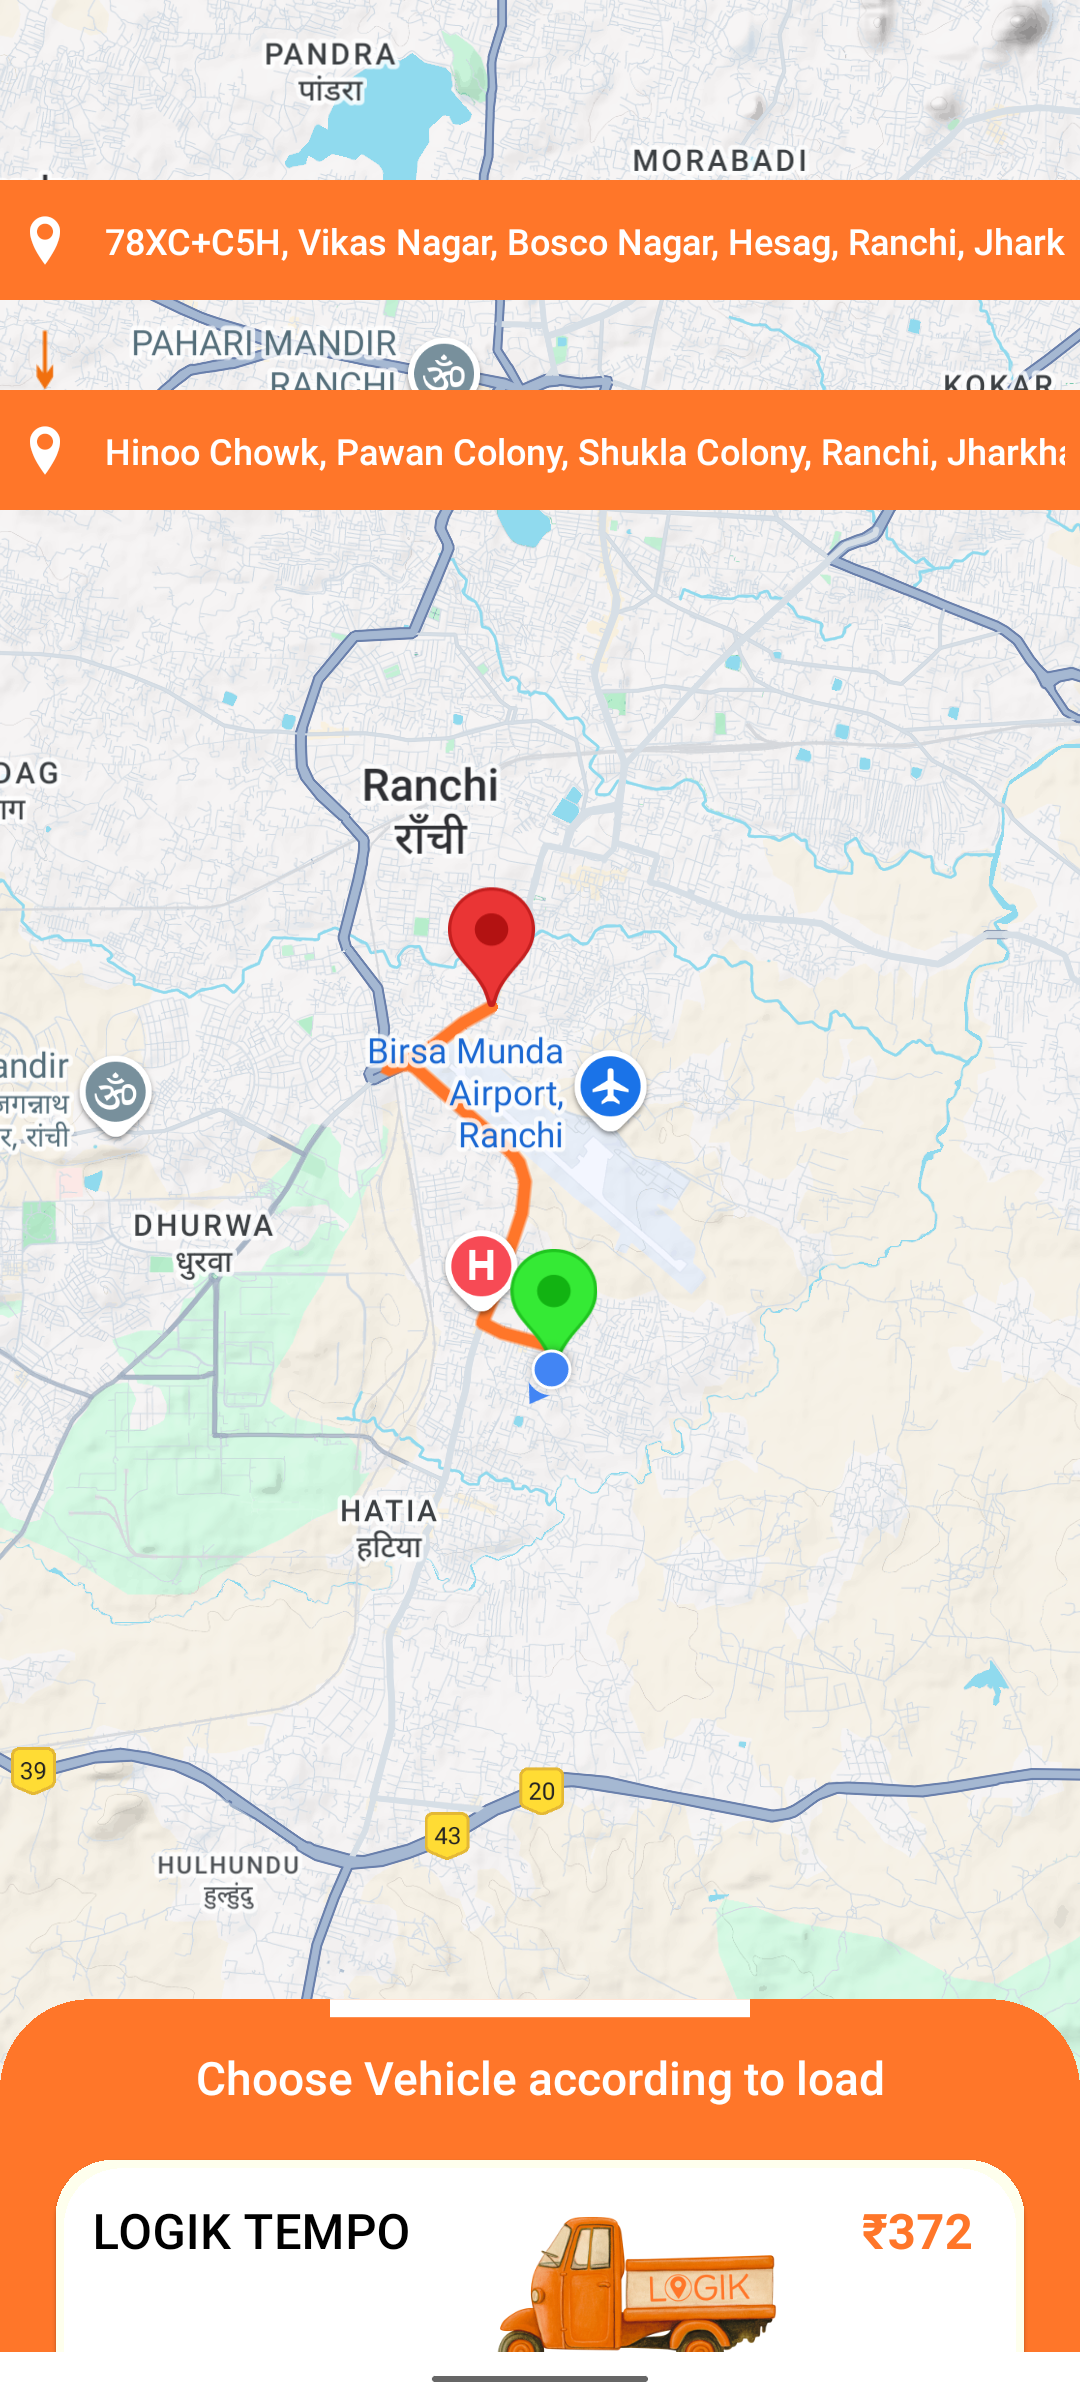 PANDRA
पांडरा
MORABADI
78XC+C5H, Vikas Nagar, Bosco Nagar, Hesag, Ranchi, Jhark
PAHARI MANDIR
RANCHI
KOKAR
Hinoo Chowk, Pawan Colony, Shukla Colony, Ranchi, Jharkha
DAG
ाग
Ranchi
राँची
Birsa Munda
Airport,
Ranchi
andir
जगन्नाथ
र, रांची
DHURWA
धुरवा
H
HATIA
हटिया
39
20
43
HULHUNDU
हुल्हुंदु
Choose Vehicle according to load
LOGIK TEMPO
₹372
LOGIK